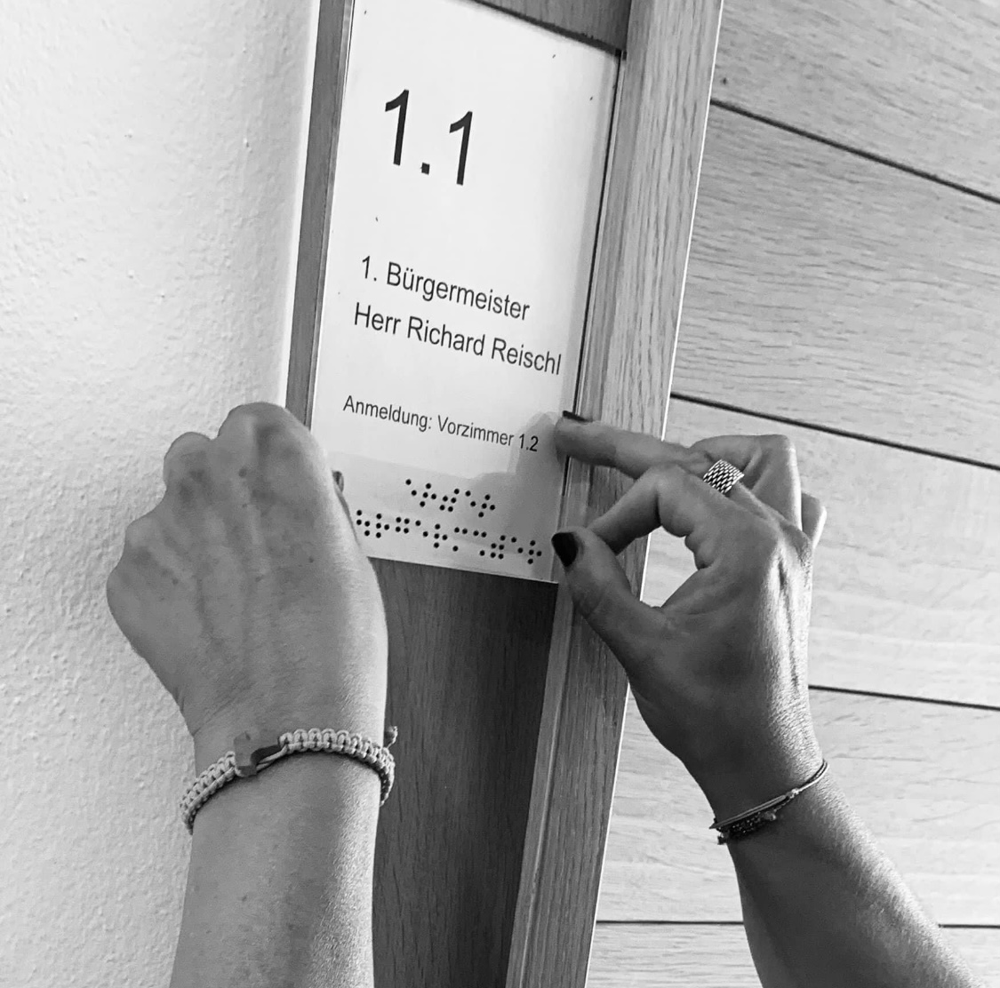 1.1
1. Bürgermeister
Herr Richard Reischl
Anmeldung: Vorzimmer 1.2